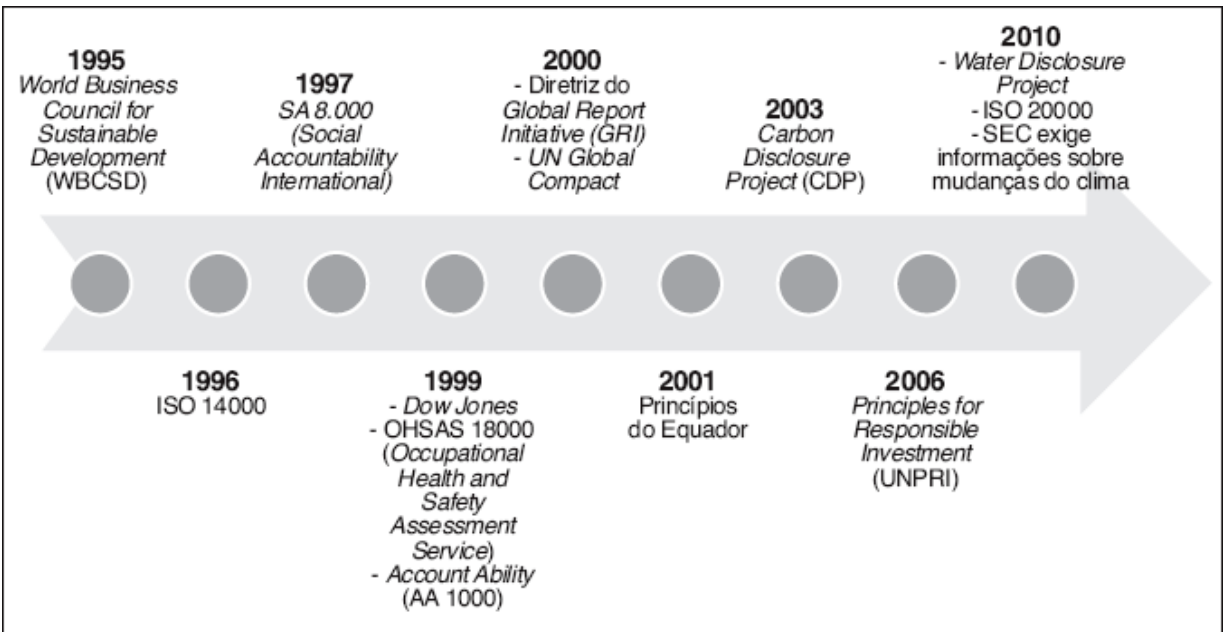 1995
World Business
Council for
Sustainable
Development
(WBCSD)
1997
SA 8.000
(Social
Accountability
International)
2000
- Diretriz do
Global Report
Initiative (GRI)
- UN Global
Compact
2003
Carbon
Disclosure
Project (CDP)
2010
- Water Disclosure
Project
- ISO 20000
- SEC exige
informações sobre
mudanças do clima
1996
ISO 14000
1999
- Dow Jones
- OHSAS 18000
(Occupational
Health and
Safety
Assessment
Service)
- Account Ability
(AA 1000)
2001
Princípios
do Equador
2006
Principles for
Responsible
Investment
(UNPRI)